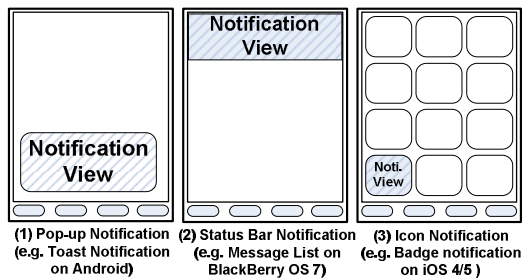 Notification
View
(1) Pop-up Notification
(e.g. Toast Notification
on Android)
Notification
View
(2) Status Bar Notification
(e.g. Message List on
BlackBerry OS 7)
Noti.
View
(3) Icon Notification
(e.g. Badge notification
on iOS 4/5 )